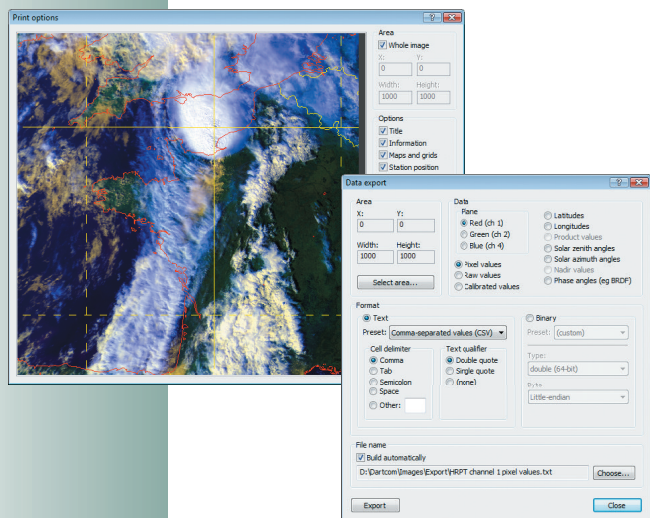 Print options
Area
Whole image
X: Y:
0 0
Width: Height:
1000 1000
Options
Title
Information
Maps and grids
Station position
Data export
Area
X: Y:
0 0
Width: Height:
1000 1000
Select area...
Data
Pane
Red (ch 1)
Green (ch 2)
Blue (ch 4)
Pixel values
Raw values
Calibrated values
Latitudes
Longitudes
Product values
Solar zenith angles
Solar azimuth angles
Nadir values
Phase angles (eg BRDF)
Format
Text
Preset: Comma-separated values (CSV)
Cell delimiter
Comma
Tab
Semicolon
Space
Other:
Text qualifier
Double quote
Single quote
(none)
Binary
Preset: (custom)
Type:
double (64-bit)
Byte
Little-endian
File name
Build automatically
D:\Dartcom\Images\Export\HRPT channel 1 pixel values.txt
Choose...
Export
Close